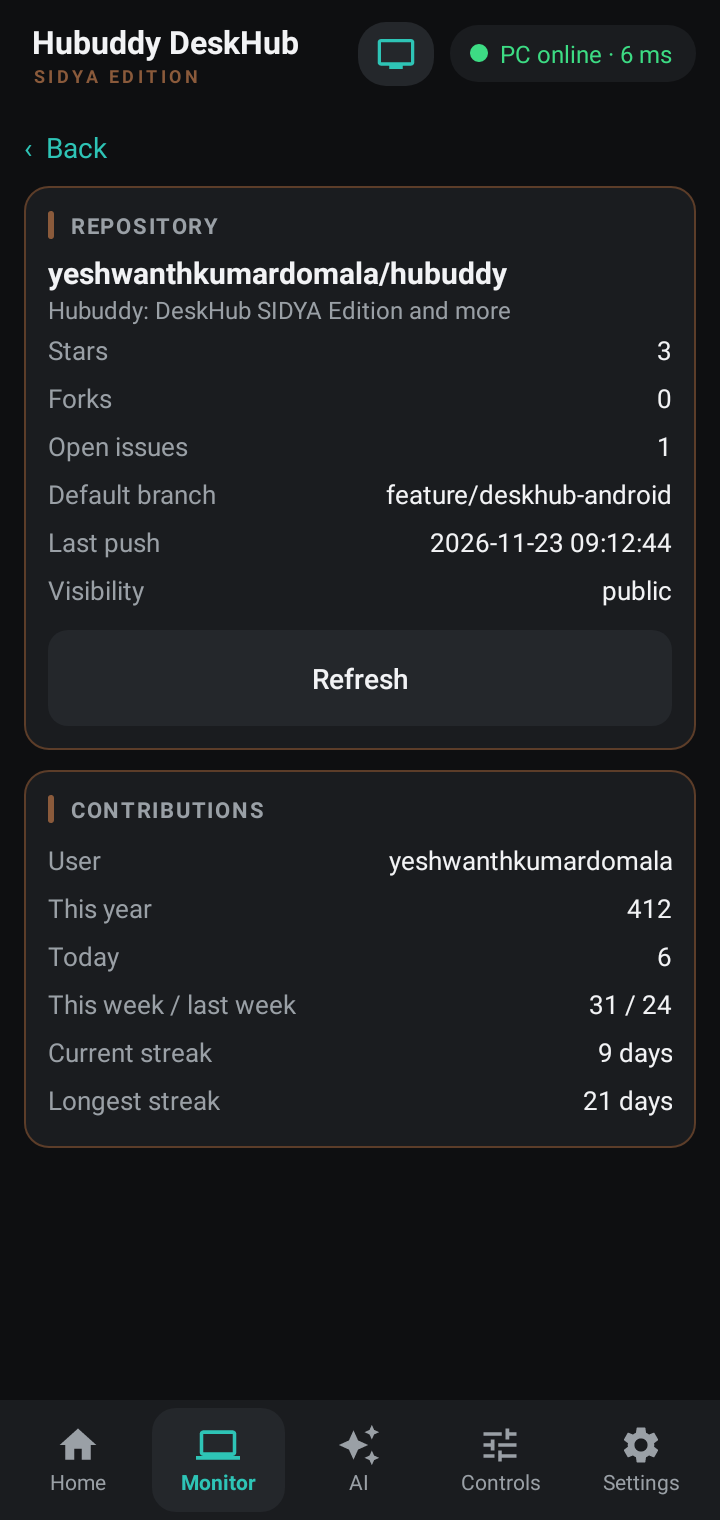 Hubuddy DeskHub
SIDYA EDITION
PC online · 6 ms
‹ Back
REPOSITORY
yeshwanthkumardomala/hubuddy
Hubuddy: DeskHub SIDYA Edition and more
Stars 3
Forks 0
Open issues 1
Default branch feature/deskhub-android
Last push 2026-11-23 09:12:44
Visibility public
Refresh
CONTRIBUTIONS
User yeshwanthkumardomala
This year 412
Today 6
This week / last week 31 / 24
Current streak 9 days
Longest streak 21 days
Home Monitor AI Controls Settings